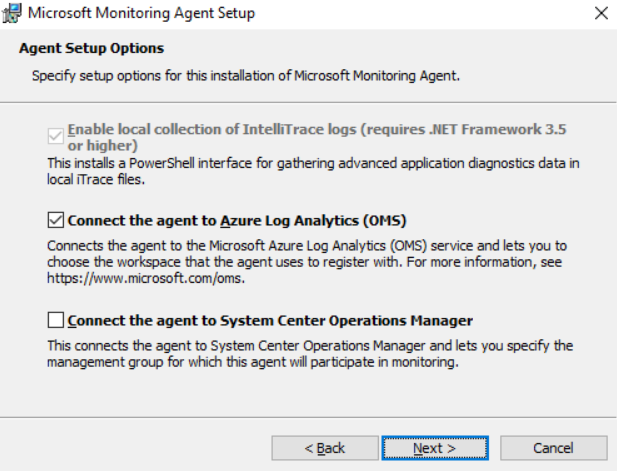 Microsoft Monitoring Agent Setup
Agent Setup Options
Specify setup options for this installation of Microsoft Monitoring Agent.
Enable local collection of IntelliTrace logs (requires .NET Framework 3.5
or higher)
This installs a PowerShell interface for gathering advanced application diagnostics data in
local iTrace files.
Connect the agent to Azure Log Analytics (OMS)
Connects the agent to the Microsoft Azure Log Analytics (OMS) service and lets you to
choose the workspace that the agent uses to register with. For more information, see
https://www.microsoft.com/oms.
Connect the agent to System Center Operations Manager
This connects the agent to System Center Operations Manager and lets you specify the
management group for which this agent will participate in monitoring.
< Back Next > Cancel